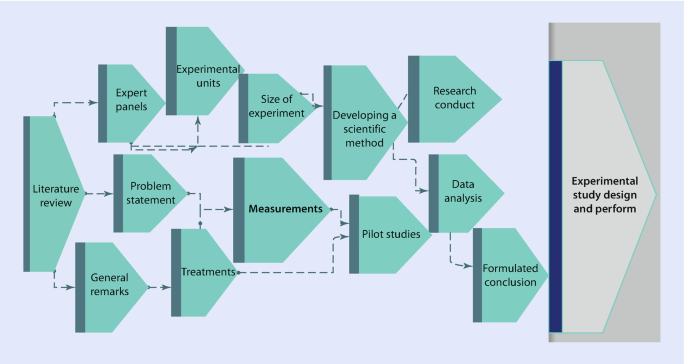 Literature
review
Expert
panels
Experimental
units
Size of
experiment
Developing a
scientific
method
Research
conduct
Problem
statement
Measurements
Data
analysis
General
remarks
Treatments
Pilot studies
Formulated
conclusion
Experimental
study design
and perform